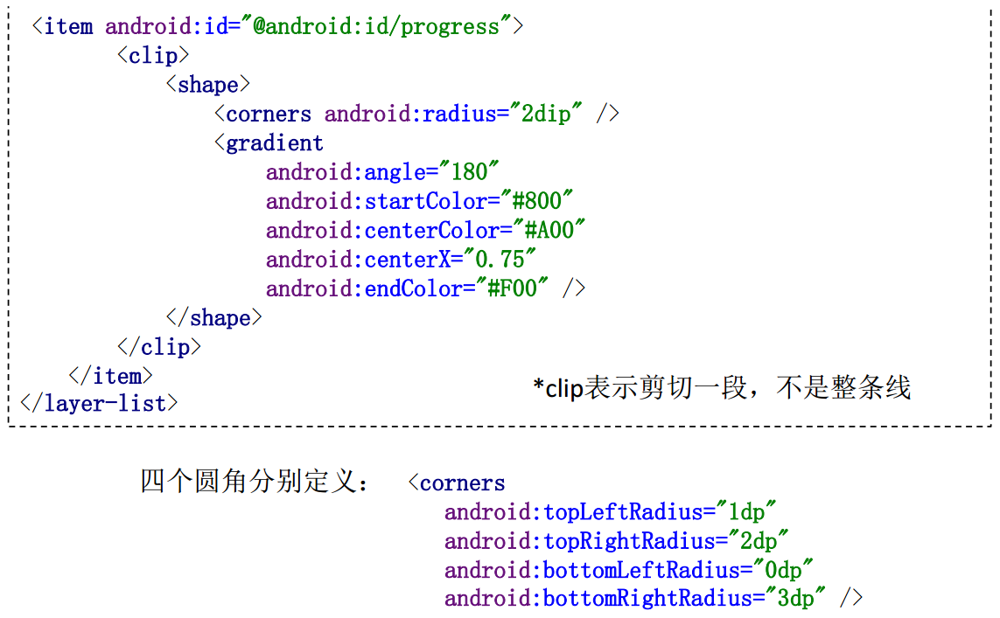 <item android:id="@android:id/progress">
<clip>
<shape>
<corners android:radius="2dip" />
<gradient
android:angle="180"
android:startColor="#800"
android:centerColor="#A00"
android:centerX="0.75"
android:endColor="#F00" />
</shape>
</clip>
</item>
*clip表示剪切一段，不是整条线
</layer-list>
四个圆角分别定义： <corners
android:topLeftRadius="1dp"
android:topRightRadius="2dp"
android:bottomLeftRadius="0dp"
android:bottomRightRadius="3dp" />